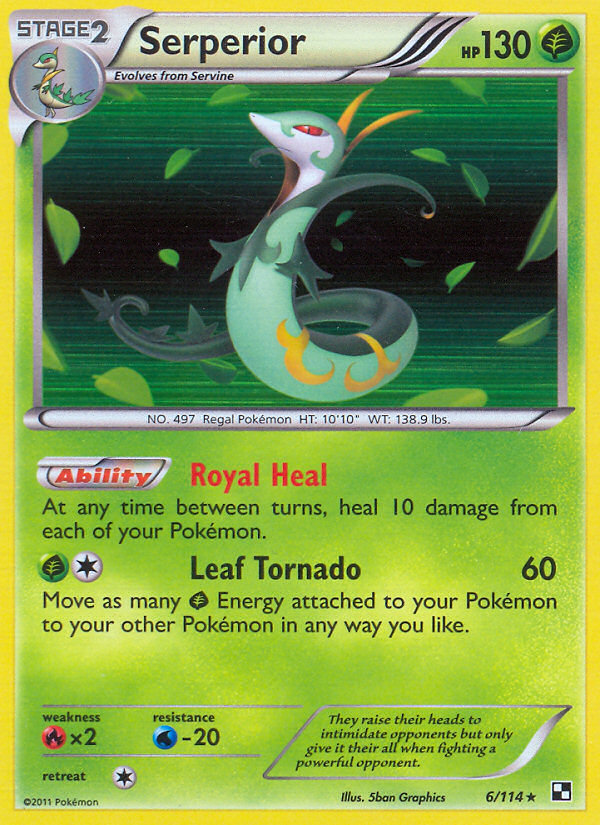 STAGE2
Serperior
HP130
Evolves from Servine
NO. 497 Regal Pokémon HT: 10'10" WT: 138.9 lbs.
Ability Royal Heal
At any time between turns, heal 10 damage from
each of your Pokémon.
Leaf Tornado 60
Move as many Energy attached to your Pokémon
to your other Pokémon in any way you like.
weakness
×2
resistance
-20
retreat
They raise their heads to
intimidate opponents but only
give it their all when fighting a
powerful opponent.
©2011 Pokémon
Illus. 5ban Graphics
6/114★